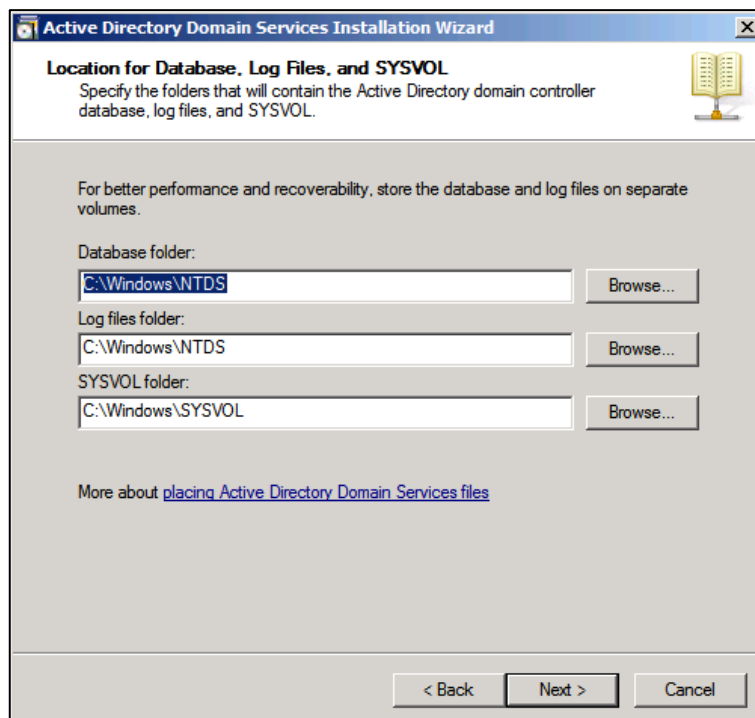 Active Directory Domain Services Installation Wizard
Location for Database, Log Files, and SYSVOL
Specify the folders that will contain the Active Directory domain controller
database, log files, and SYSVOL.
For better performance and recoverability, store the database and log files on separate
volumes.
Database folder:
C:\Windows\NTDS
Browse...
Log files folder:
C:\Windows\NTDS
Browse...
SYSVOL folder:
C:\Windows\SYSVOL
Browse...
More about placing Active Directory Domain Services files
< Back Next > Cancel